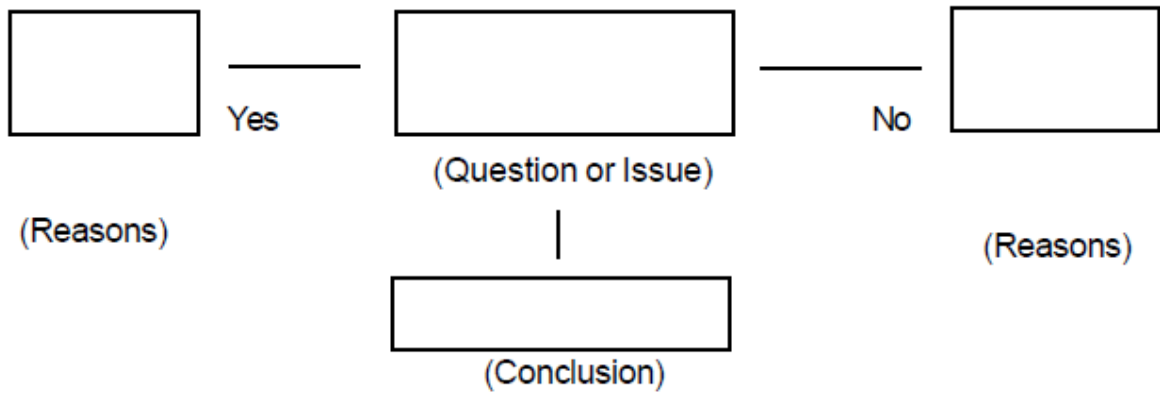 Yes
No
(Question or Issue)
(Reasons)
(Reasons)
(Conclusion)